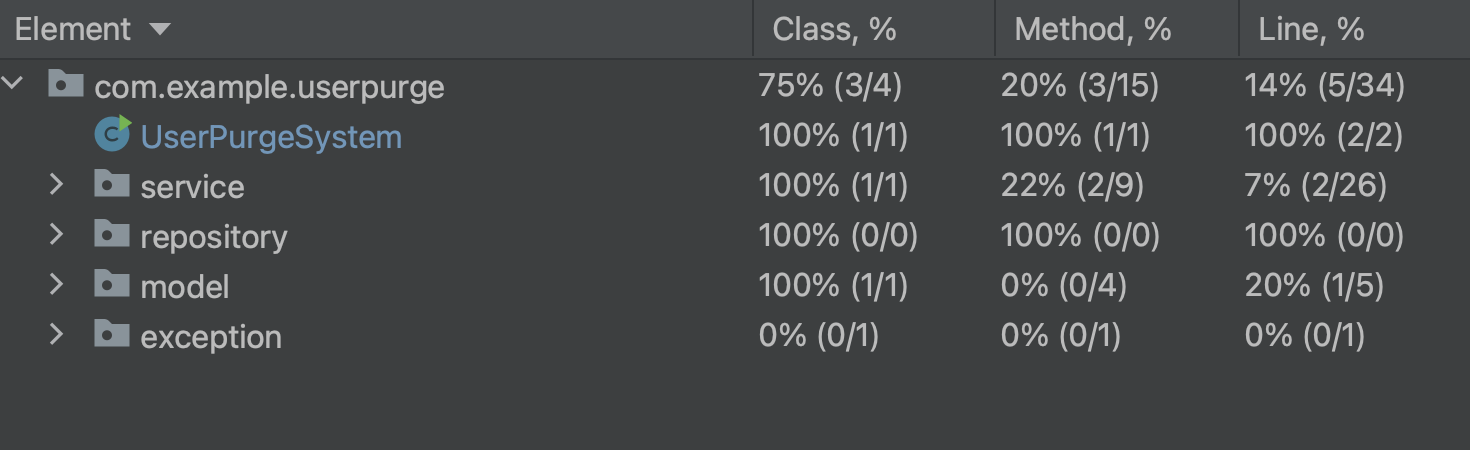 Element Class, % Method, % Line, %
com.example.userpurge 75% (3/4) 20% (3/15) 14% (5/34)
UserPurgeSystem 100% (1/1) 100% (1/1) 100% (2/2)
service 100% (1/1) 22% (2/9) 7% (2/26)
repository 100% (0/0) 100% (0/0) 100% (0/0)
model 100% (1/1) 0% (0/4) 20% (1/5)
exception 0% (0/1) 0% (0/1) 0% (0/1)